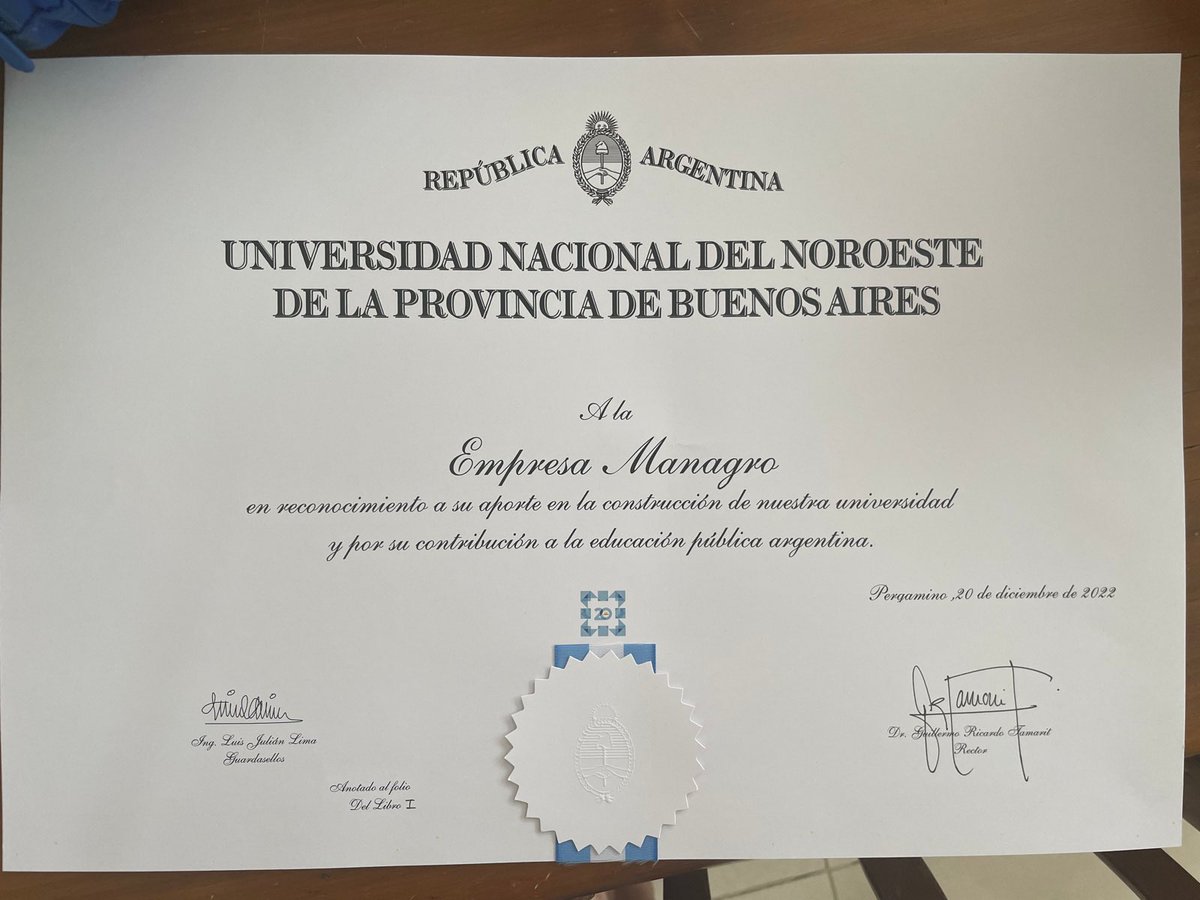 REPÚBLICA ARGENTINA
UNIVERSIDAD NACIONAL DEL NOROESTE
DE LA PROVINCIA DE BUENOS AIRES
A la
Empresa Managro
en reconocimiento a su aporte en la construcción de nuestra universidad
y por su contribución a la educación pública argentina.
Pergamino ,20 de diciembre de 2022
20
Ing. Luis Julián Lima
Guardasellos
Dr. Guillermo Ricardo Tamarit
Rector
Anotado al folio
Del Libro I